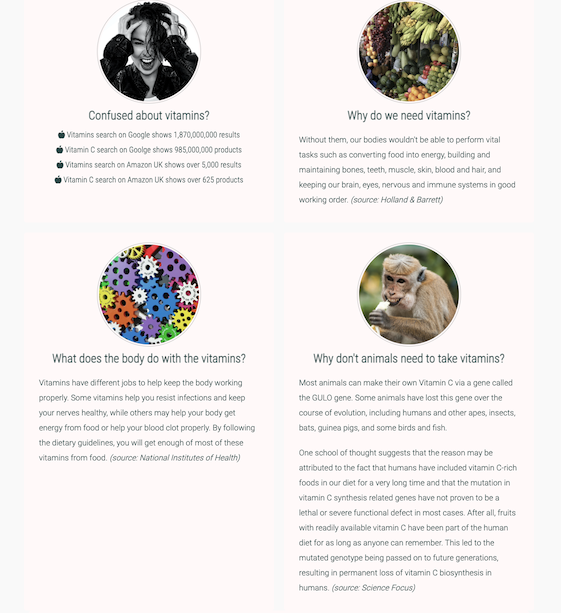 Confused about vitamins?
Vitamins search on Google shows 1,870,000,000 results
Vitamin C search on Goolge shows 985,000,000 products
Vitamins search on Amazon UK shows over 5,000 results
Vitamin C search on Amazon UK shows over 625 products
Why do we need vitamins?
Without them, our bodies wouldn't be able to perform vital
tasks such as converting food into energy, building and
maintaining bones, teeth, muscle, skin, blood and hair, and
keeping our brain, eyes, nervous and immune systems in good
working order. (source: Holland & Barrett)
What does the body do with the vitamins?
Vitamins have different jobs to help keep the body working
properly. Some vitamins help you resist infections and keep
your nerves healthy, while others may help your body get
energy from food or help your blood clot properly. By following
the dietary guidelines, you will get enough of most of these
vitamins from food. (source: National Institutes of Health)
Why don't animals need to take vitamins?
Most animals can make their own Vitamin C via a gene called
the GULO gene. Some animals have lost this gene over the
course of evolution, including humans and other apes, insects,
bats, guinea pigs, and some birds and fish.
One school of thought suggests that the reason may be
attributed to the fact that humans have included vitamin C-rich
foods in our diet for a very long time and that the mutation in
vitamin C synthesis related genes have not proven to be a
lethal or severe functional defect in most cases. After all, fruits
with readily available vitamin C have been part of the human
diet for as long as anyone can remember. This led to the
mutated genotype being passed on to future generations,
resulting in permanent loss of vitamin C biosynthesis in
humans. (source: Science Focus)